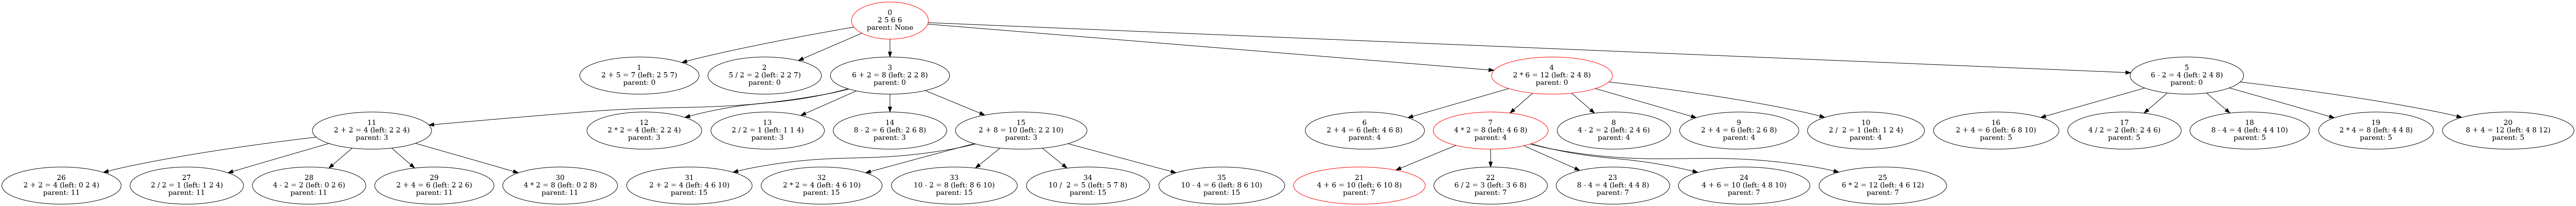 0
2 5 6 6
parent: None
1
2 + 5 = 7 (left: 2 5 7)
parent: 0
2
5 / 2 = 2 (left: 2 2 7)
parent: 0
3
6 + 2 = 8 (left: 2 2 8)
parent: 0
4
2 * 6 = 12 (left: 2 4 8)
parent: 0
5
6 - 2 = 4 (left: 2 4 8)
parent: 0
11
2 + 2 = 4 (left: 2 2 4)
parent: 3
12
2 * 2 = 4 (left: 2 2 4)
parent: 3
13
2 / 2 = 1 (left: 1 1 4)
parent: 3
14
8 - 2 = 6 (left: 2 6 8)
parent: 3
15
2 + 8 = 10 (left: 2 2 10)
parent: 3
6
2 + 4 = 6 (left: 4 6 8)
parent: 4
7
4 * 2 = 8 (left: 4 6 8)
parent: 4
8
4 - 2 = 2 (left: 2 4 6)
parent: 4
9
2 + 4 = 6 (left: 2 6 8)
parent: 4
10
2 / 2 = 1 (left: 1 2 4)
parent: 4
16
2 + 4 = 6 (left: 6 8 10)
parent: 5
17
4 / 2 = 2 (left: 2 4 6)
parent: 5
18
8 - 4 = 4 (left: 4 4 10)
parent: 5
19
2 * 4 = 8 (left: 4 4 8)
parent: 5
20
8 + 4 = 12 (left: 4 8 12)
parent: 5
26
2 + 2 = 4 (left: 0 2 4)
parent: 11
27
2 / 2 = 1 (left: 1 2 4)
parent: 11
28
4 - 2 = 2 (left: 0 2 6)
parent: 11
29
2 + 4 = 6 (left: 2 2 6)
parent: 11
30
4 * 2 = 8 (left: 0 2 8)
parent: 11
31
2 + 2 = 4 (left: 4 6 10)
parent: 15
32
2 * 2 = 4 (left: 4 6 10)
parent: 15
33
10 - 2 = 8 (left: 8 6 10)
parent: 15
34
10 / 2 = 5 (left: 5 7 8)
parent: 15
35
10 - 4 = 6 (left: 8 6 10)
parent: 15
21
4 + 6 = 10 (left: 6 10 8)
parent: 7
22
6 / 2 = 3 (left: 3 6 8)
parent: 7
23
8 - 4 = 4 (left: 4 4 8)
parent: 7
24
4 + 6 = 10 (left: 4 8 10)
parent: 7
25
6 * 2 = 12 (left: 4 6 12)
parent: 7